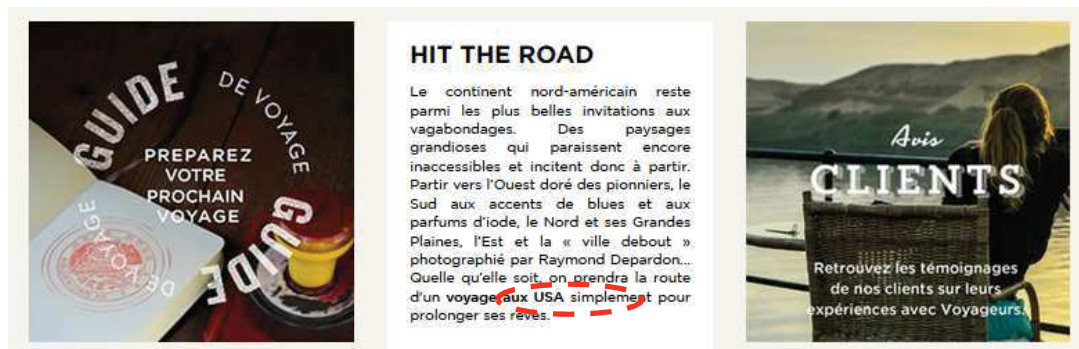 GUIDE DE VOYAGE
PREPAREZ
VOTRE
PROCHAIN
VOYAGE
GUIDE DE VOYAGE
HIT THE ROAD
Le continent nord-américain reste
parmi les plus belles invitations aux
vagabondages. Des paysages
grandioses qui paraissent encore
inaccessibles et incitent donc à partir.
Partir vers l'Ouest doré des pionniers, le
Sud aux accents de blues et aux
parfums d'iode, le Nord et ses Grandes
Plaines, l'Est et la « ville debout »
photographié par Raymond Depardon...
Quelle qu'elle soit, on prendra la route
d'un voyage aux USA simplement pour
prolonger ses rêves.
Avis
CLIENTS
Retrouvez les témoignages
de nos clients sur leurs
expériences avec Voyageurs.